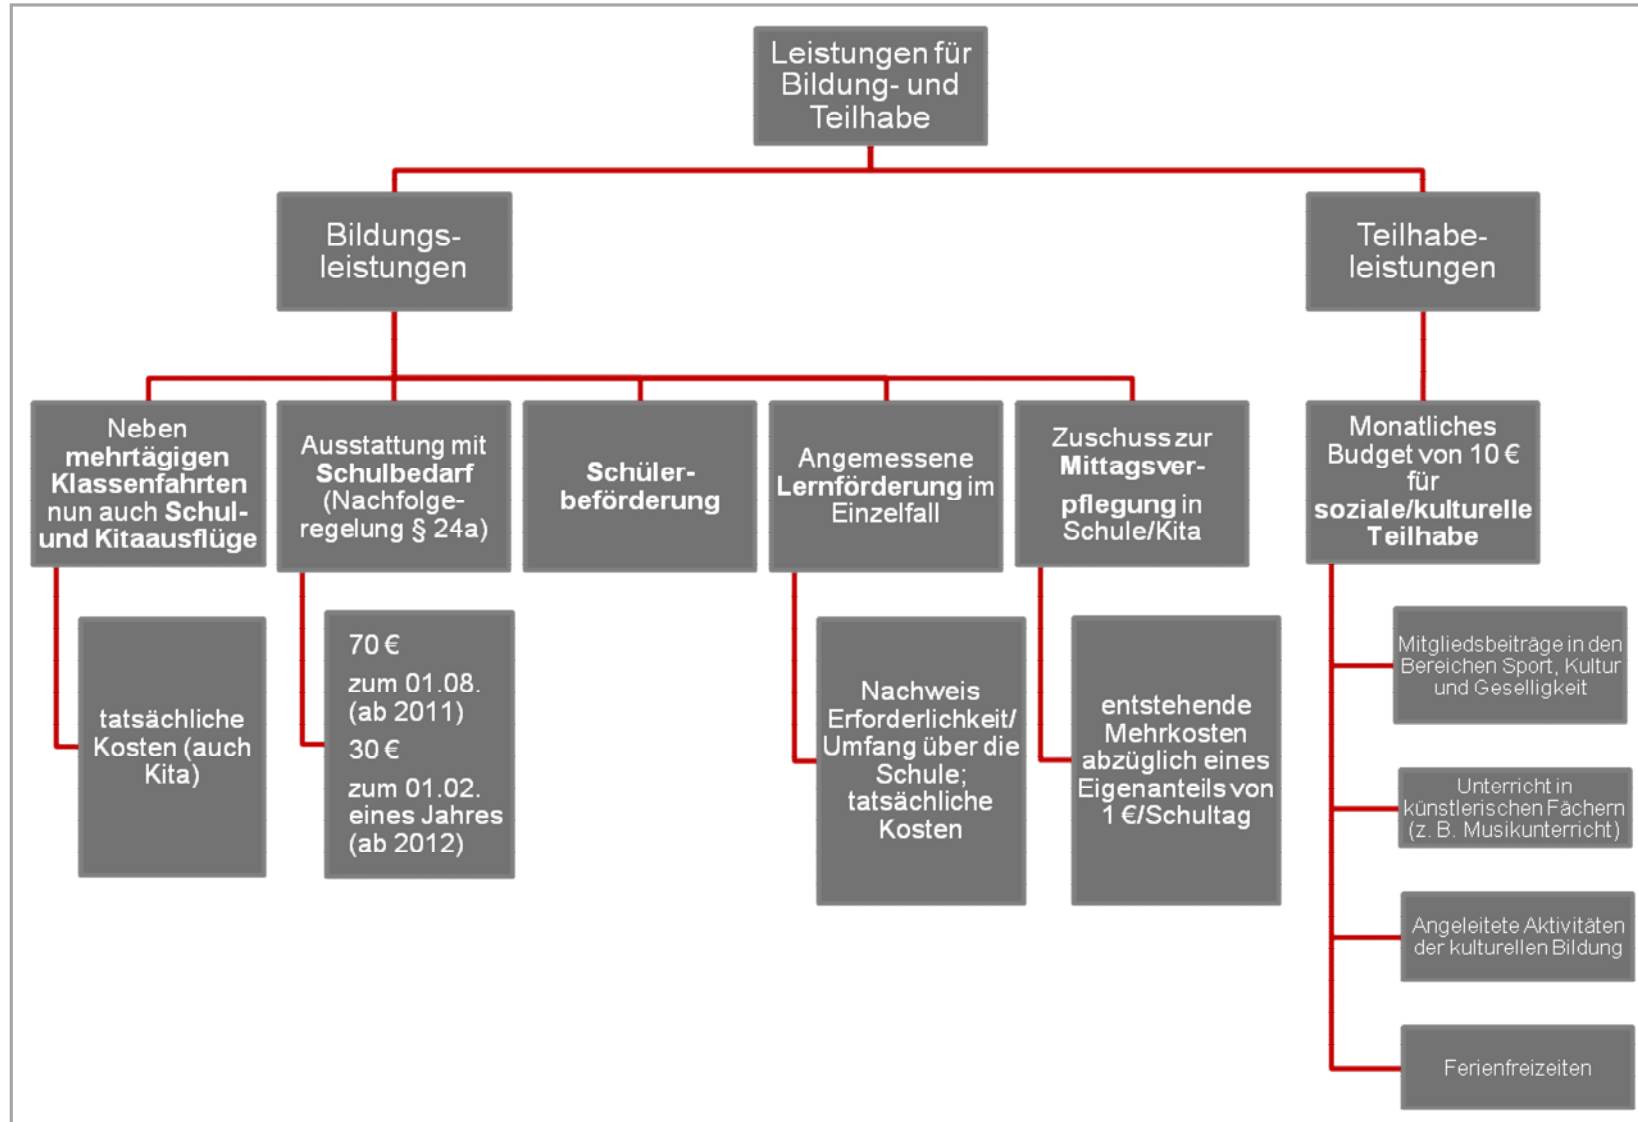 Leistungen für
Bildung- und
Teilhabe
Bildungs-
leistungen
Teilhabe-
leistungen
Neben
mehrtägigen
Klassenfahrten
nun auch Schul-
und Kitaausflüge
Ausstattung mit
Schulbedarf
(Nachfolge-
regelung § 24a)
Schüler-
beförderung
Angemessene
Lernförderung im
Einzelfall
Zuschuss zur
Mittagsver-
pflegung in
Schule/Kita
Monatliches
Budget von 10 €
für
soziale/kulturelle
Teilhabe
tatsächliche
Kosten (auch
Kita)
70 €
zum 01.08.
(ab 2011)
30 €
zum 01.02.
eines Jahres
(ab 2012)
Nachweis
Erforderlichkeit/
Umfang über die
Schule;
tatsächliche
Kosten
entstehende
Mehrkosten
abzüglich eines
Eigenanteils von
1 €/Schultag
Mitgliedsbeiträge in den
Bereichen Sport, Kultur
und Geselligkeit
Unterricht in
künstlerischen Fächern
(z. B. Musikunterricht)
Angeleitete Aktivitäten
der kulturellen Bildung
Ferienfreizeiten